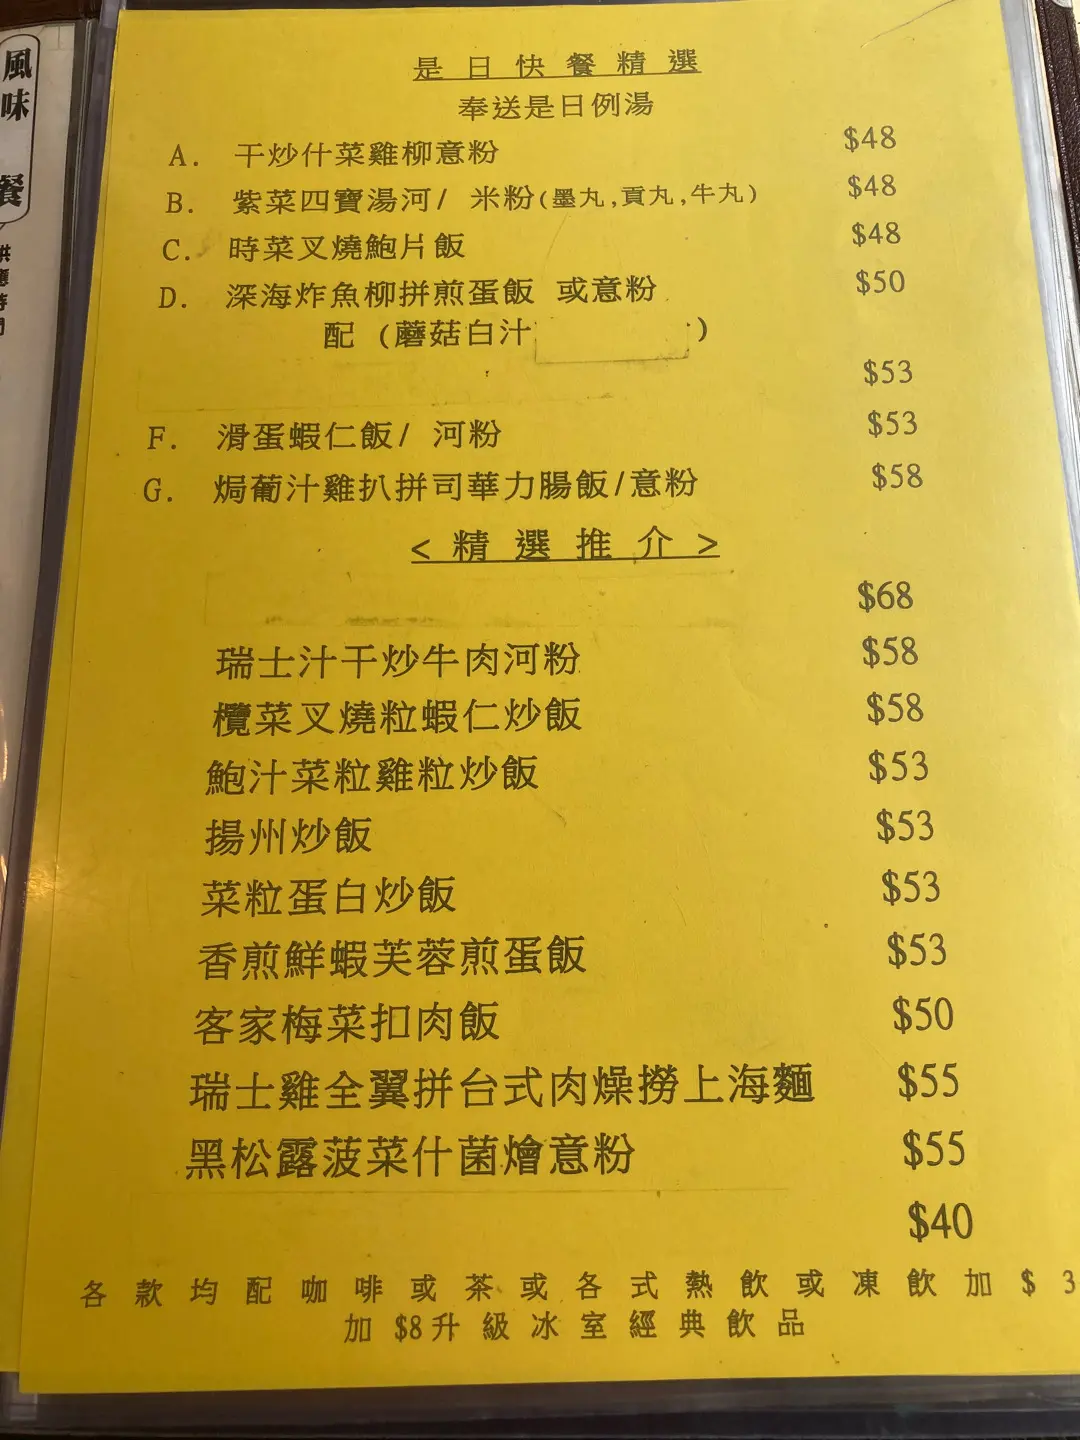 風味
餐
是日快餐精選
奉送是日例湯
A. 干炒什菜雞柳意粉 $48
B. 紫菜四寶湯河/ 米粉(墨丸,貢丸,牛丸) $48
C. 時菜叉燒鮑片飯 $48
D. 深海炸魚柳拼煎蛋飯 或意粉 $50
配 (蘑菇白汁 )
$53
F. 滑蛋蝦仁飯/ 河粉 $53
G. 焗葡汁雞扒拼司華力腸飯/意粉 $58
<精選推介>
$68
瑞士汁干炒牛肉河粉 $58
欖菜叉燒粒蝦仁炒飯 $58
鮑汁菜粒雞粒炒飯 $53
揚州炒飯 $53
菜粒蛋白炒飯 $53
香煎鮮蝦芙蓉煎蛋飯 $53
客家梅菜扣肉飯 $50
瑞士雞全翼拼台式肉燥撈上海麵 $55
黑松露菠菜什菌燴意粉 $55
$40
各款均配咖啡或茶或各式熱飲或凍飲加$3
加 $8升級冰室經典飲品